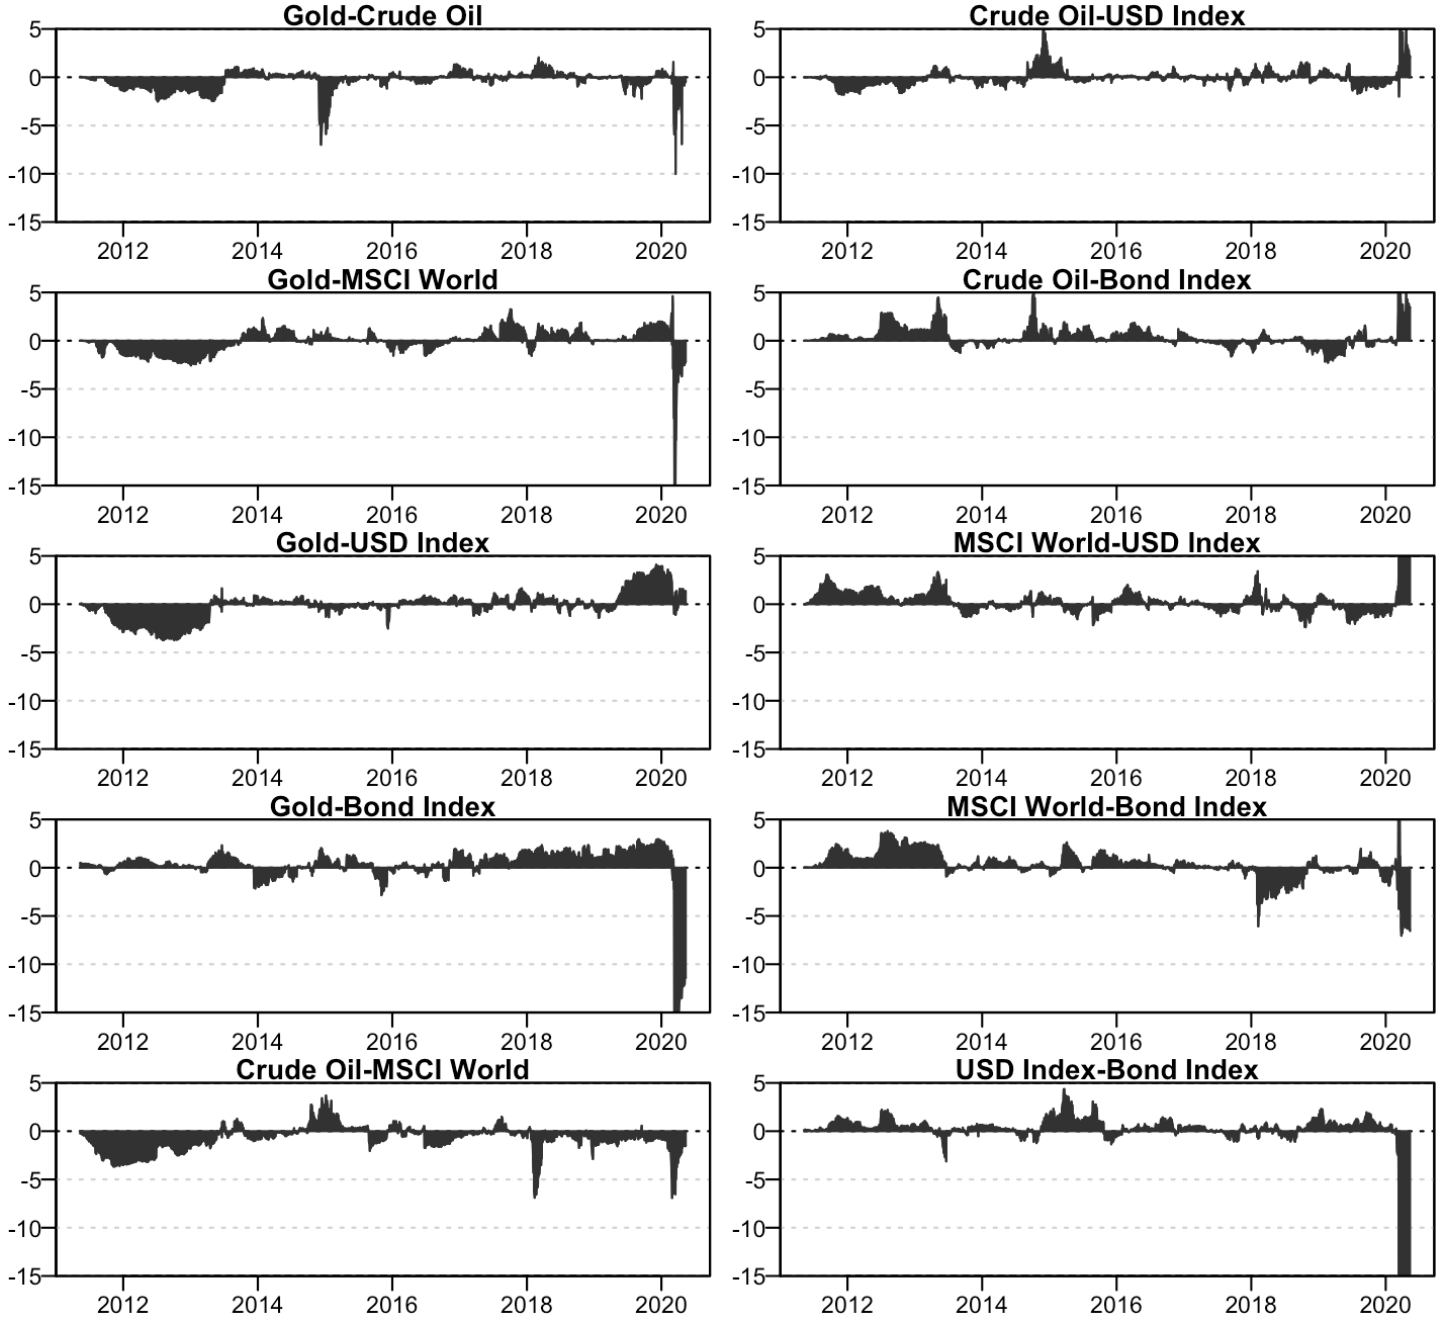 Gold-Crude Oil
5
0
-5
-10
-15
2012 2014 2016 2018 2020
Crude Oil-USD Index
5
0
-5
-10
-15
2012 2014 2016 2018 2020
Gold-MSCI World
5
0
-5
-10
-15
2012 2014 2016 2018 2020
Crude Oil-Bond Index
5
0
-5
-10
-15
2012 2014 2016 2018 2020
Gold-USD Index
5
0
-5
-10
-15
2012 2014 2016 2018 2020
MSCI World-USD Index
5
0
-5
-10
-15
2012 2014 2016 2018 2020
Gold-Bond Index
5
0
-5
-10
-15
2012 2014 2016 2018 2020
MSCI World-Bond Index
5
0
-5
-10
-15
2012 2014 2016 2018 2020
Crude Oil-MSCI World
5
0
-5
-10
-15
2012 2014 2016 2018 2020
USD Index-Bond Index
5
0
-5
-10
-15
2012 2014 2016 2018 2020